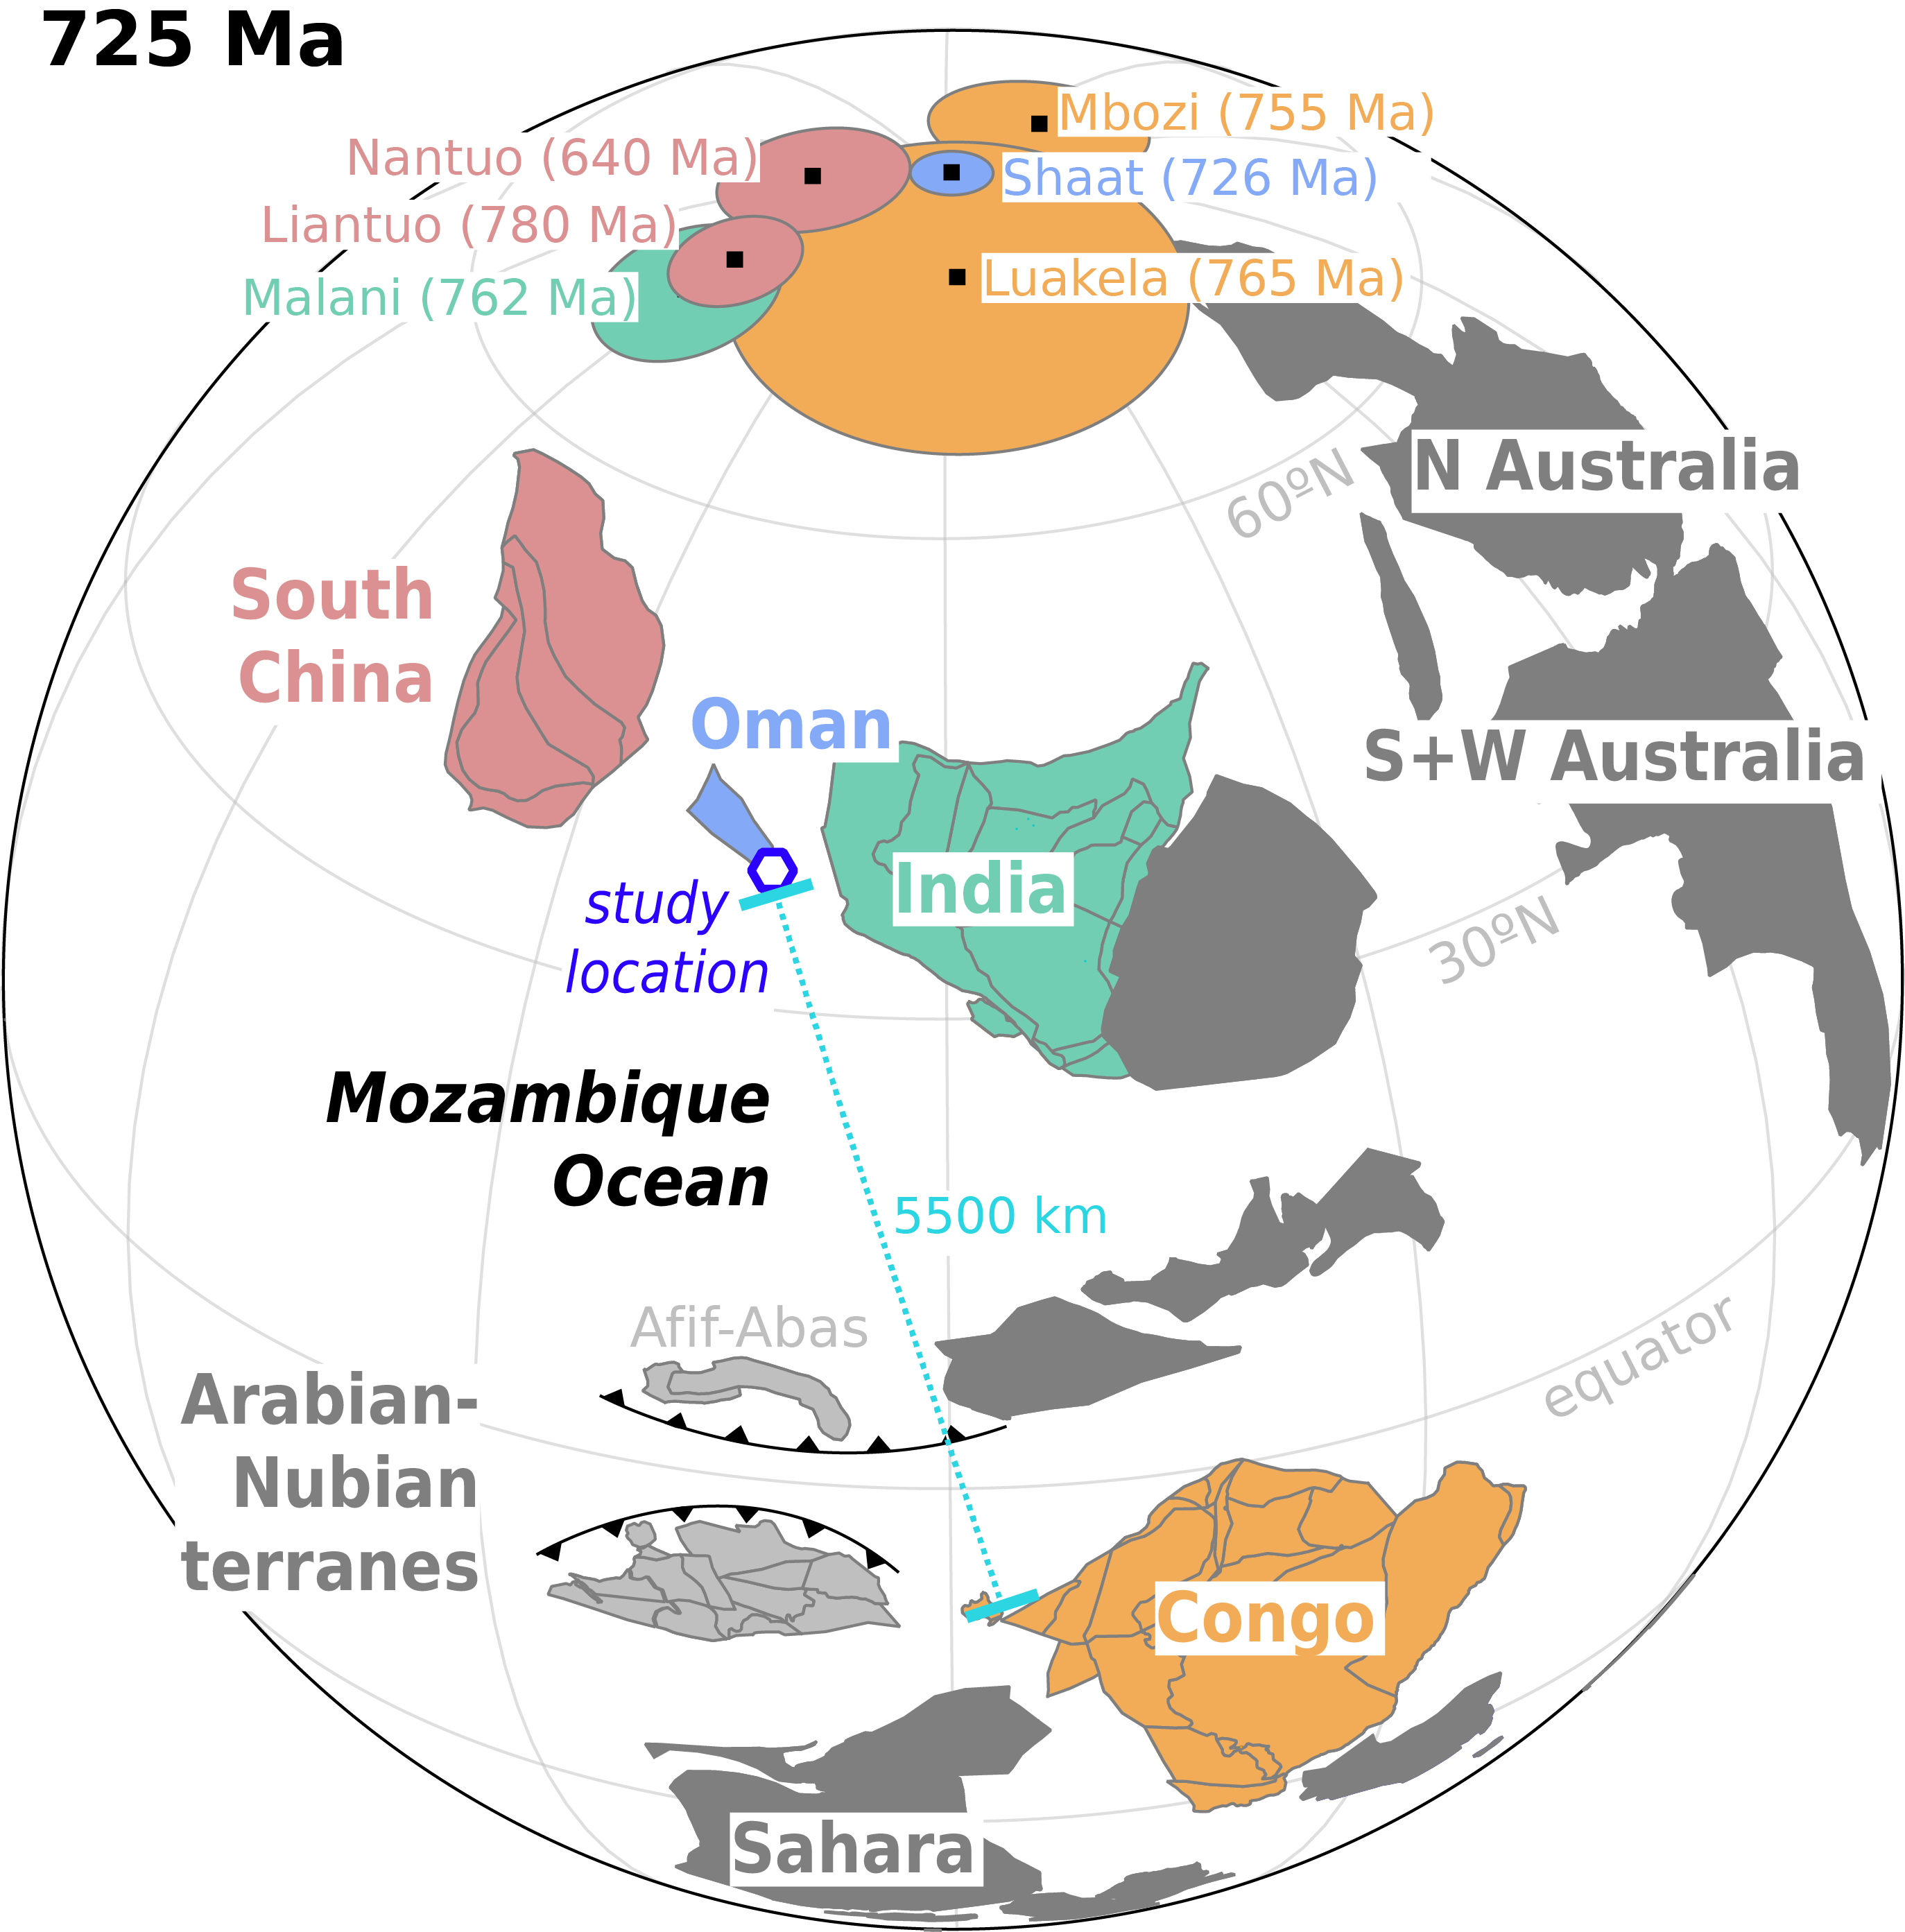 725 Ma
Mbozi (755 Ma)
Nantuo (640 Ma)
Shaat (726 Ma)
Liantuo (780 Ma)
Luakela (765 Ma)
Malani (762 Ma)
N Australia
60ºN
South
China
Oman
S+W Australia
India
study
location
30ºN
Mozambique
Ocean
5500 km
Afif-Abas
equator
Arabian-
Nubian
terranes
Congo
Sahara